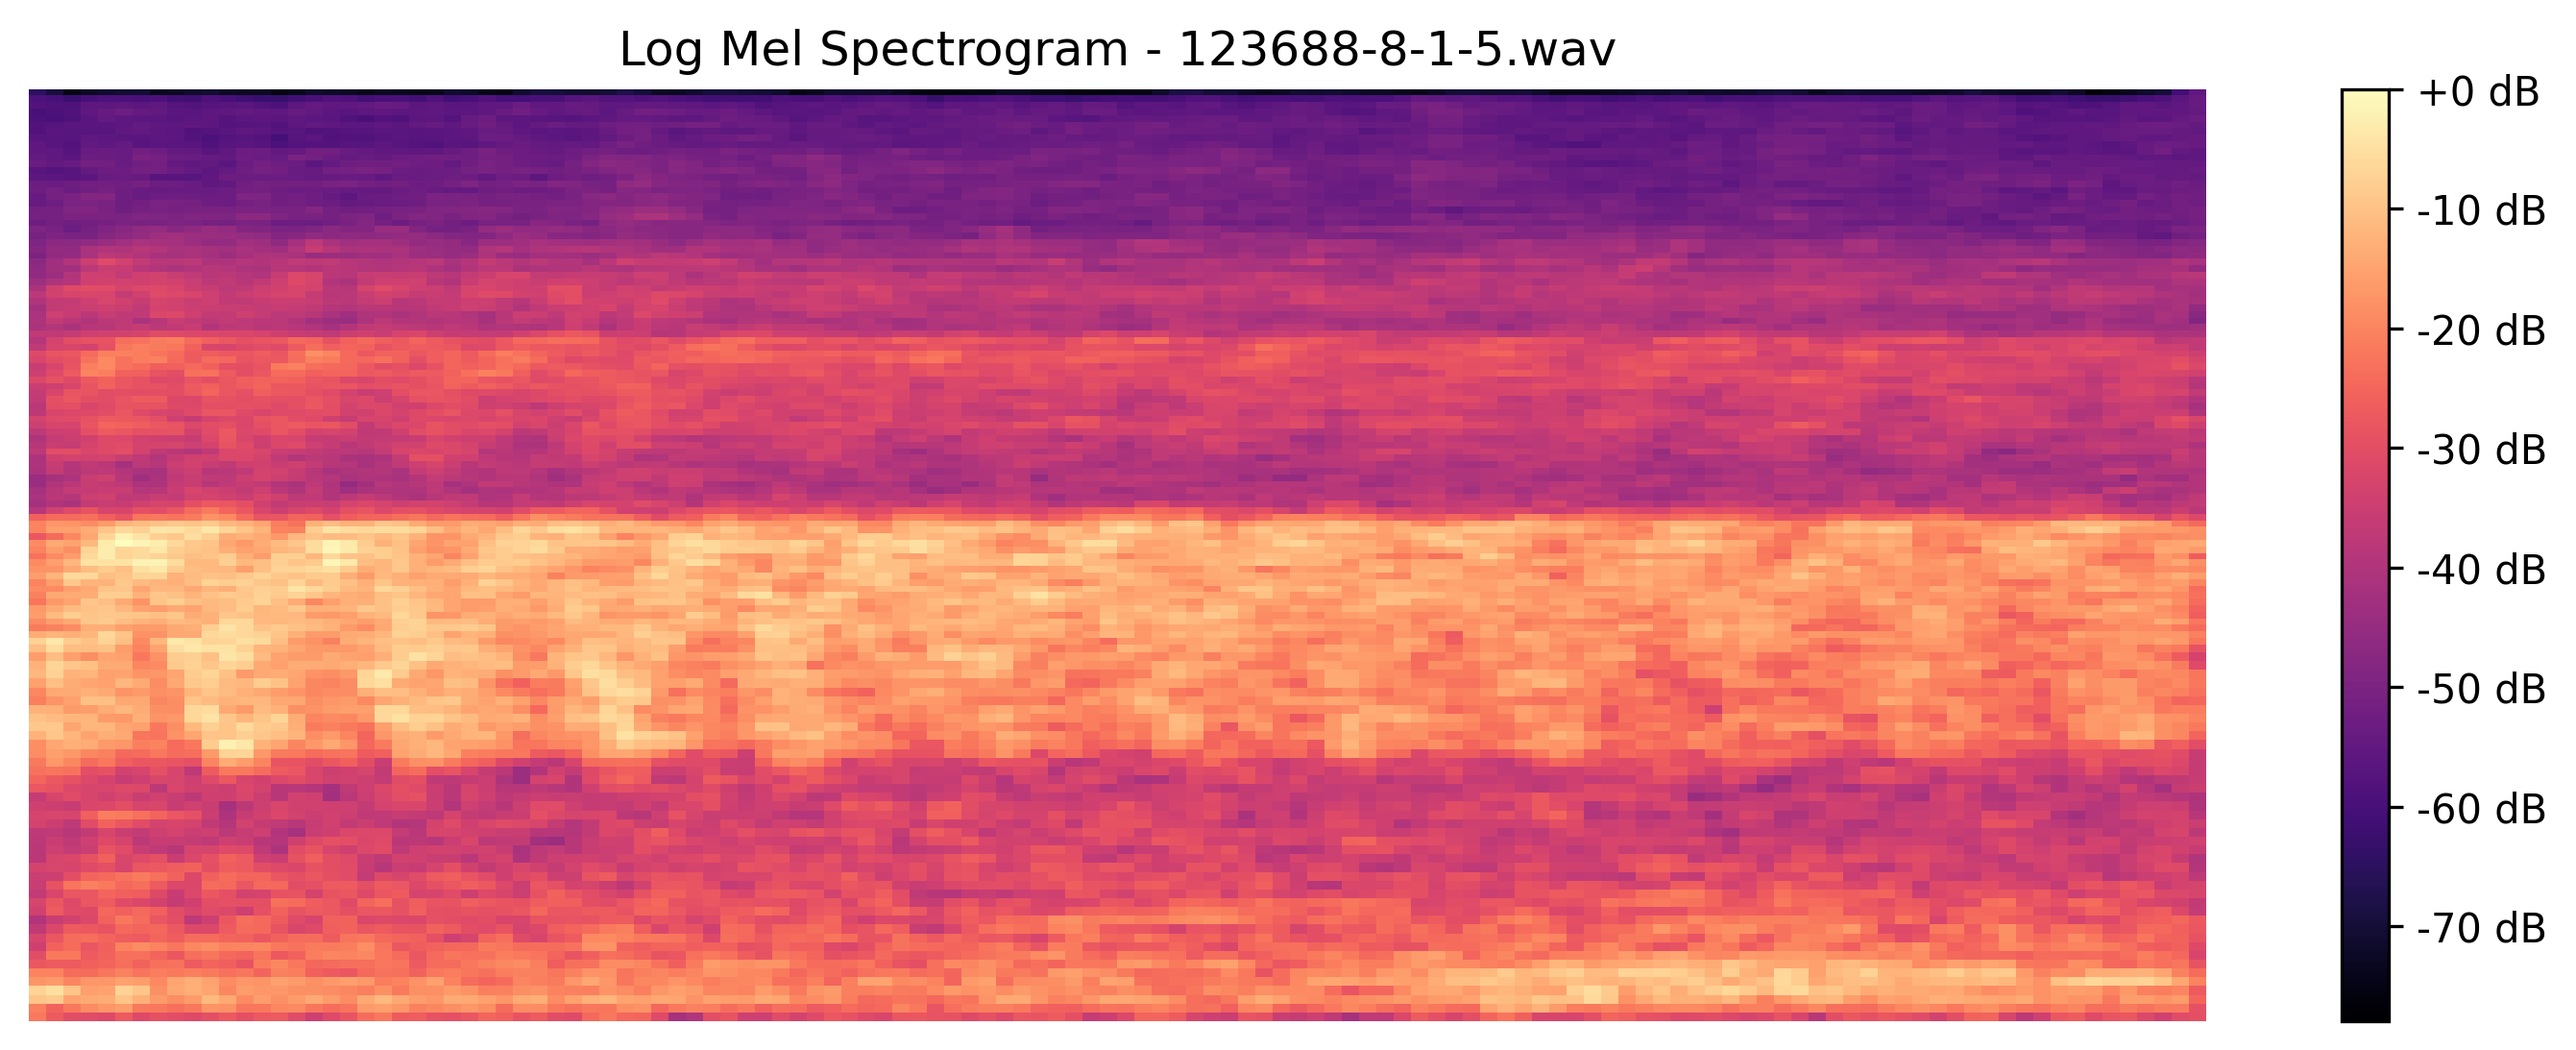 Log Mel Spectrogram - 123688-8-1-5.wav
+0 dB
-10 dB
-20 dB
-30 dB
-40 dB
-50 dB
-60 dB
-70 dB